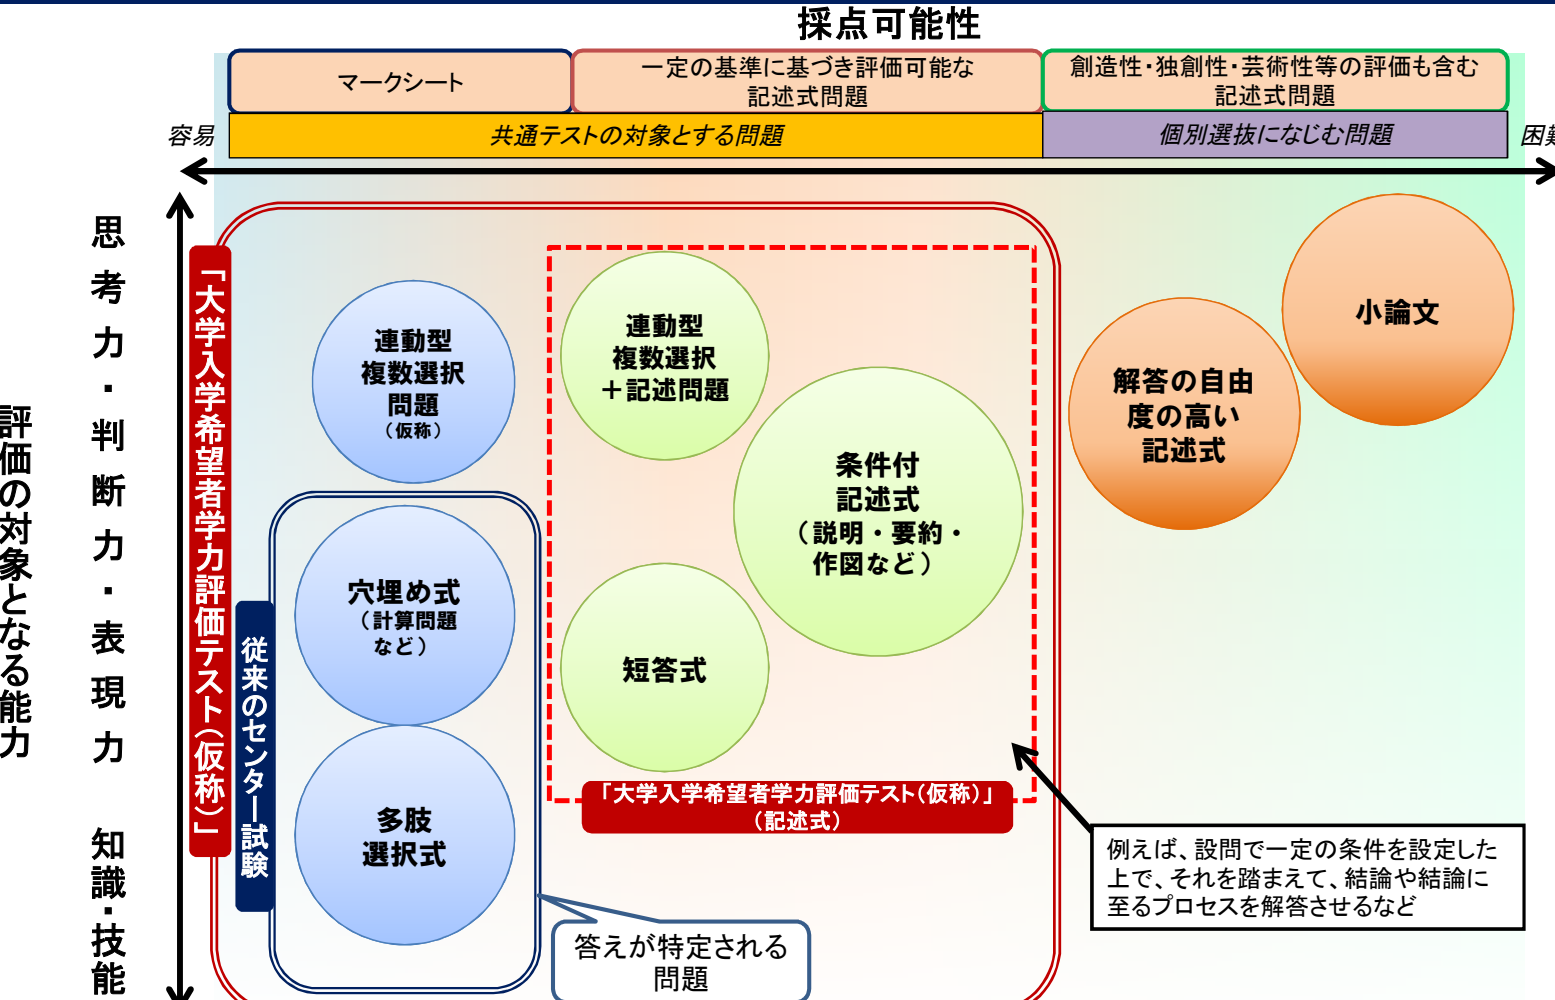 採点可能性
マークシート
一定の基準に基づき評価可能な
記述式問題
創造性・独創性・芸術性等の評価も含む
記述式問題
容易
共通テストの対象とする問題
個別選抜になじむ問題
困難
評価の対象となる能力
思考力・判断力・表現力
知識・技能
「大学入学希望者学力評価テスト(仮称)」
従来のセンター試験
連動型
複数選択
問題
(仮称)
穴埋め式
(計算問題
など)
多肢
選択式
連動型
複数選択
+記述問題
条件付
記述式
(説明・要約・
作図など)
短答式
「大学入学希望者学力評価テスト(仮称)」
(記述式)
解答の自由
度の高い
記述式
小論文
答えが特定される
問題
例えば、設問で一定の条件を設定した
上で、それを踏まえて、結論や結論に
至るプロセスを解答させるなど